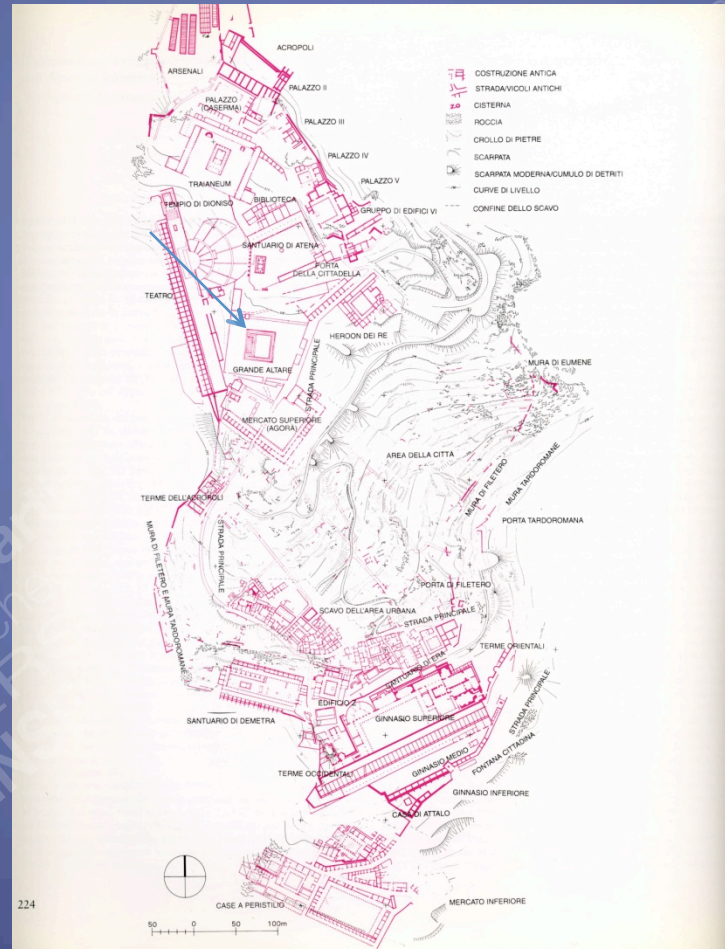 ACROPOLI
ARSENALI
PALAZZO II
PALAZZO
(CASERMA)
PALAZZO III
PALAZZO IV
TRAIANEUM
PALAZZO V
TEMPIO DI DIONISO
BIBLIOTECA
GRUPPO DI EDIFICI VI
SANTUARIO DI ATENA
PORTA
DELLA CITTADELLA
TEATRO
HEROON DEI RE
GRANDE ALTARE
STRADA PRINCIPALE
MERCATO SUPERIORE
(AGORA)
MURA DI EUMENE
AREA DELLA CITTÀ
MURA DI FILETERO
MURA TARDOROMANE
TERME DELL'ACROPOLI
PORTA TARDOROMANA
STRADA PRINCIPALE
MURA DI FILETERO E MURA TARDOROMANE
PORTA DI FILETERO
SCAVO DELL'AREA URBANA
STRADA PRINCIPALE
TERME ORIENTALI
SANTUARIO DI ERA
STRADA PRINCIPALE
EDIFICIO Z
SANTUARIO DI DEMETRA
GINNASIO SUPERIORE
FONTANA CITTADINA
GINNASIO MEDIO
TERME OCCIDENTALI
GINNASIO INFERIORE
CASA DI ATTALO
CASE A PERISTILIO
MERCATO INFERIORE
COSTRUZIONE ANTICA
STRADA/VICOLI ANTICHI
CISTERNA
ROCCIA
CROLLO DI PIETRE
SCARPATA
SCARPATA MODERNA/CUMULO DI DETRITI
CURVE DI LIVELLO
CONFINE DELLO SCAVO
224
50 0 50 100m